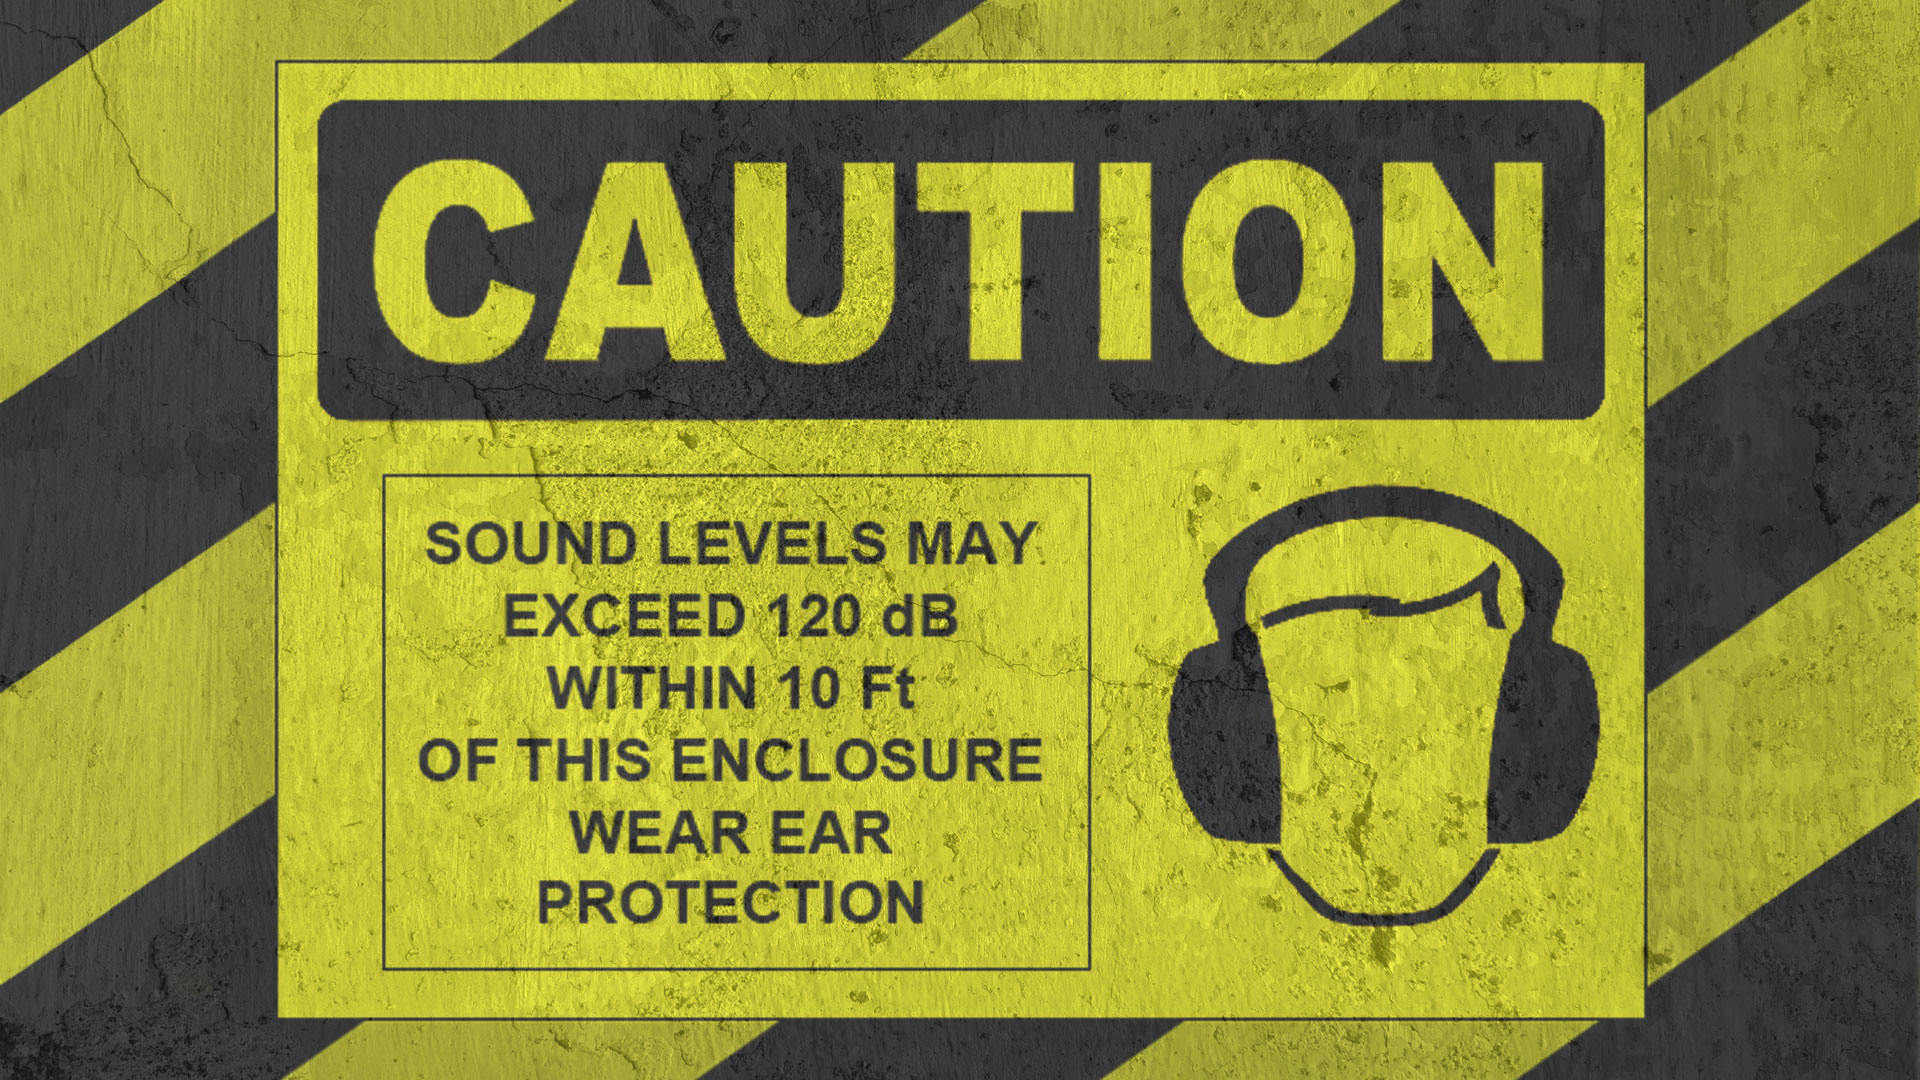 CAUTION
SOUND LEVELS MAY
EXCEED 120 dB
WITHIN 10 Ft
OF THIS ENCLOSURE
WEAR EAR
PROTECTION